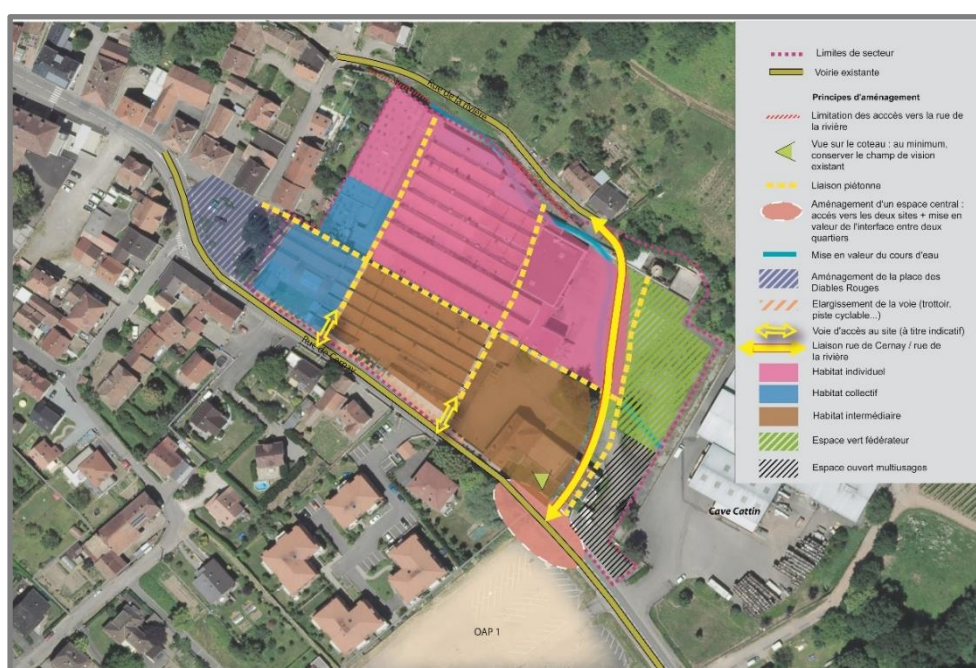 Rue de la rivière
Rue de Cernay
Cave Cattin
OAP 1
Limites de secteur
Voirie existante
Principes d'aménagement
Limitation des acccès vers la rue de
la rivière
Vue sur le coteau : au minimum,
conserver le champ de vision
existant
Liaison piétonne
Aménagement d'un espace central :
accès vers les deux sites + mise en
valeur de l'interface entre deux
quartiers
Mise en valeur du cours d'eau
Aménagement de la place des
Diables Rouges
Elargissement de la voie (trottoir,
piste cyclable...)
Voie d'accès au site (à titre indicatif)
Liaison rue de Cernay / rue de
la rivière
Habitat individuel
Habitat collectif
Habitat intermédiaire
Espace vert fédérateur
Espace ouvert multiusages